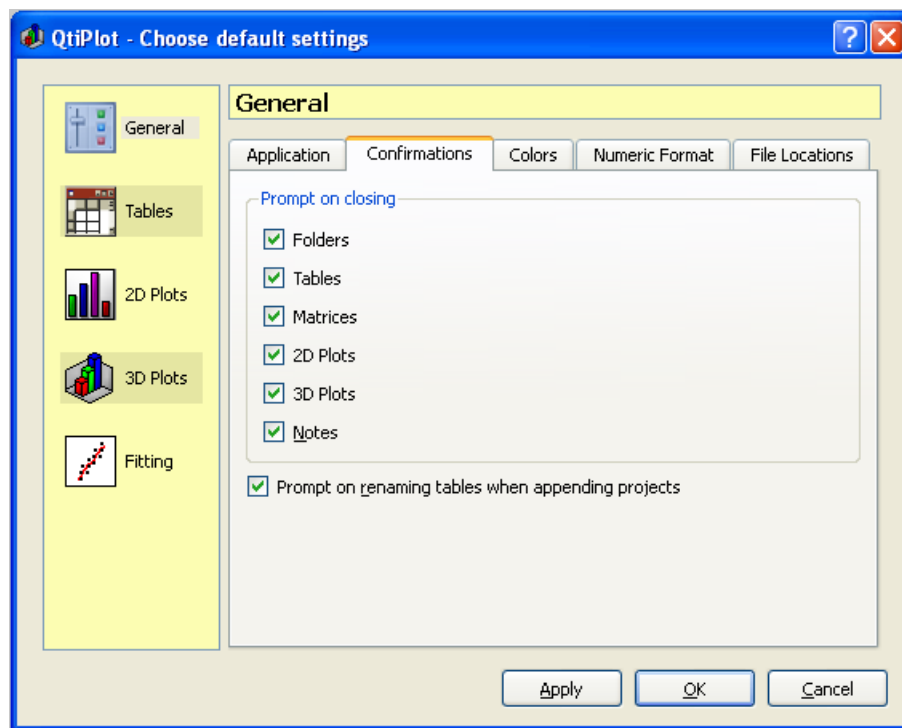 QtiPlot - Choose default settings
General
Tables
2D Plots
3D Plots
Fitting
General
Application Confirmations Colors Numeric Format File Locations
Prompt on closing
Folders
Tables
Matrices
2D Plots
3D Plots
Notes
Prompt on renaming tables when appending projects
Apply OK Cancel